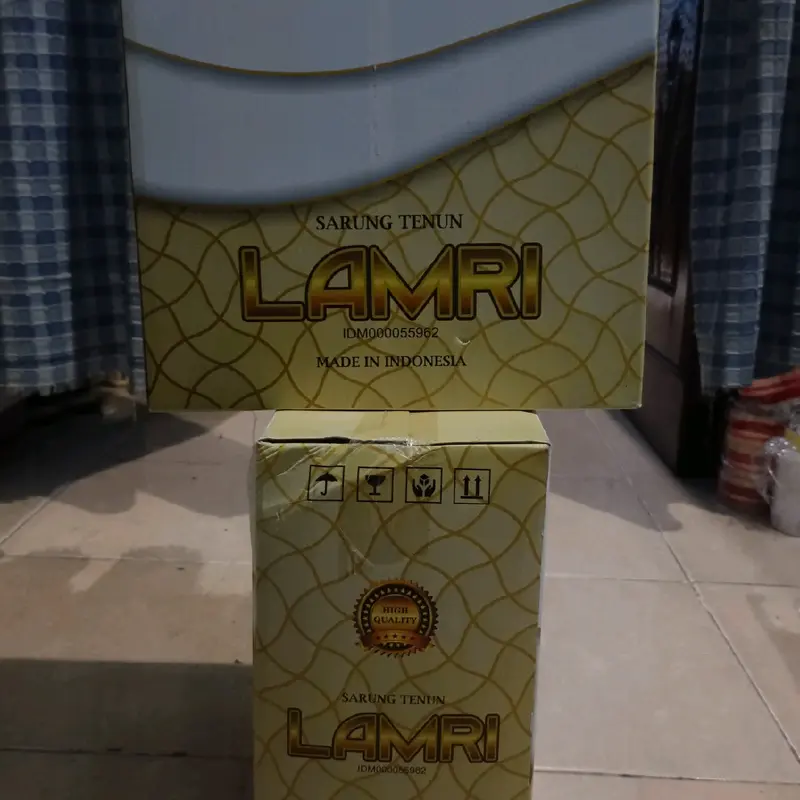 SARUNG TENUN
LAMRI
IDM000055962
MADE IN INDONESIA
HIGH
QUALITY
SARUNG TENUN
LAMRI
IDM000055962